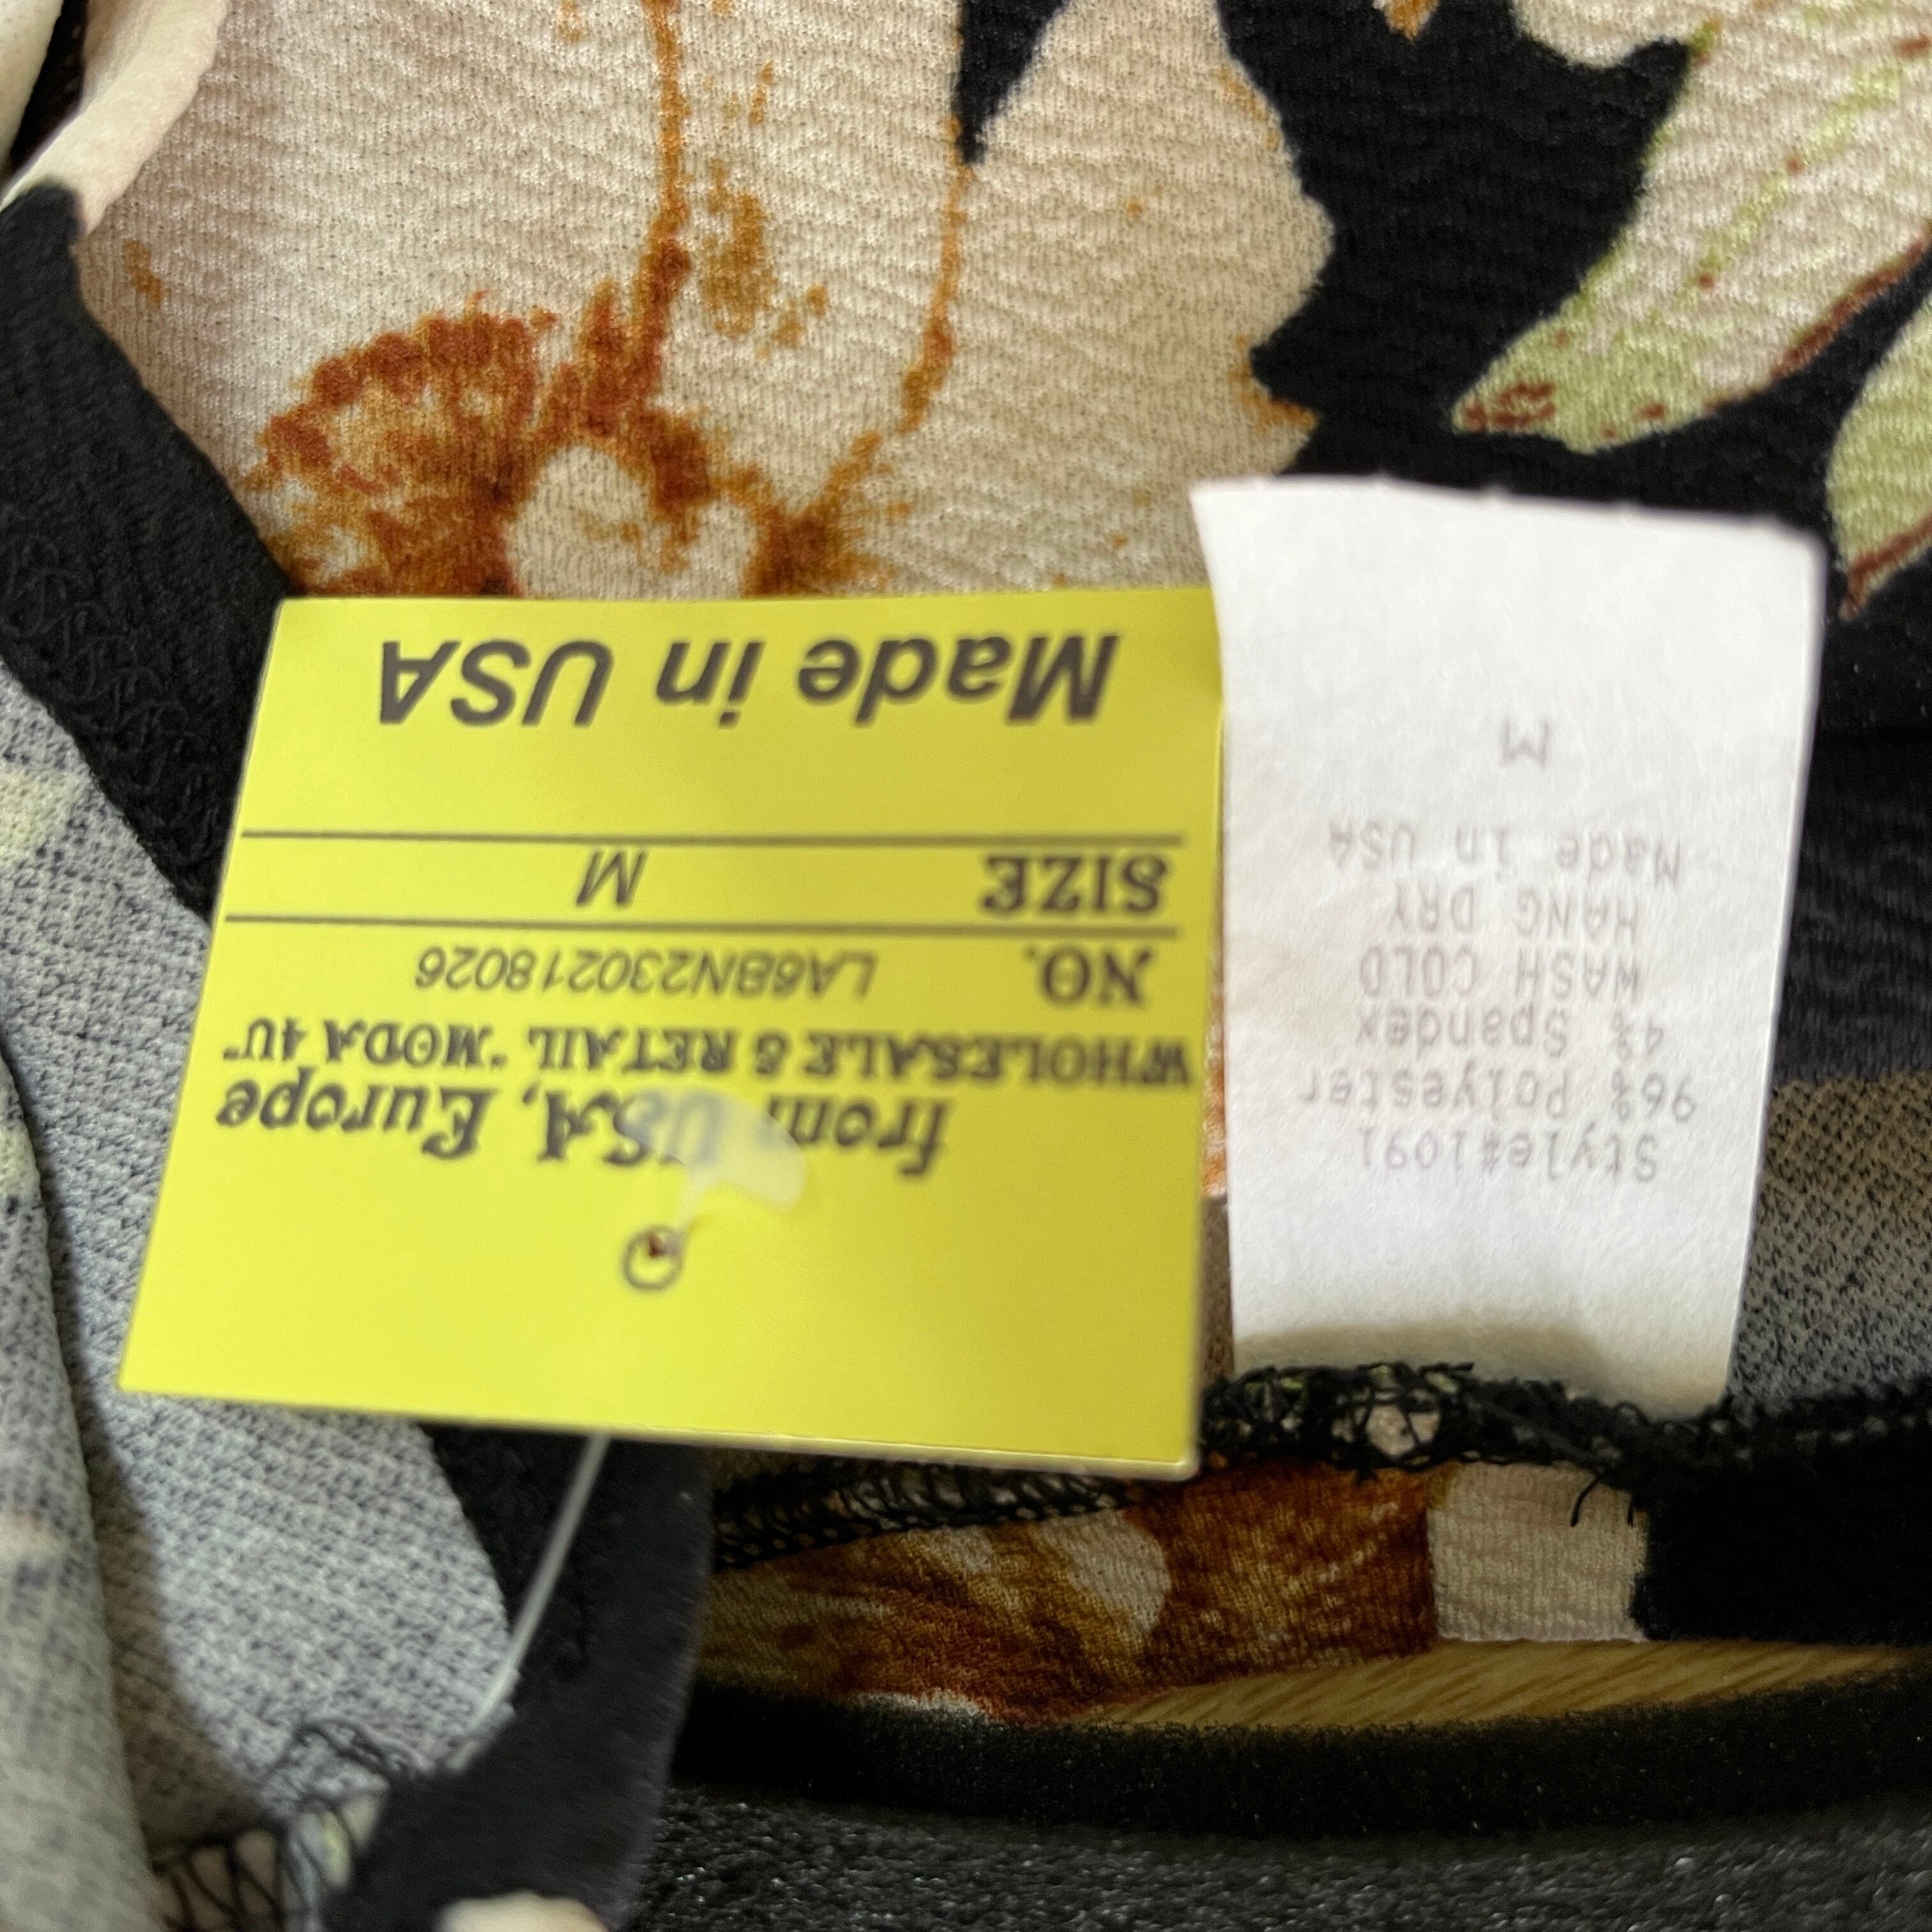 from USA, Europe
WHOLESALE & RETAIL "MODA 4U"
NO. LA6BN230218026
SIZE M
Made in USA
Style#1091
96% Polyester
4% Spandex
WASH COLD
HANG DRY
Made in USA
M